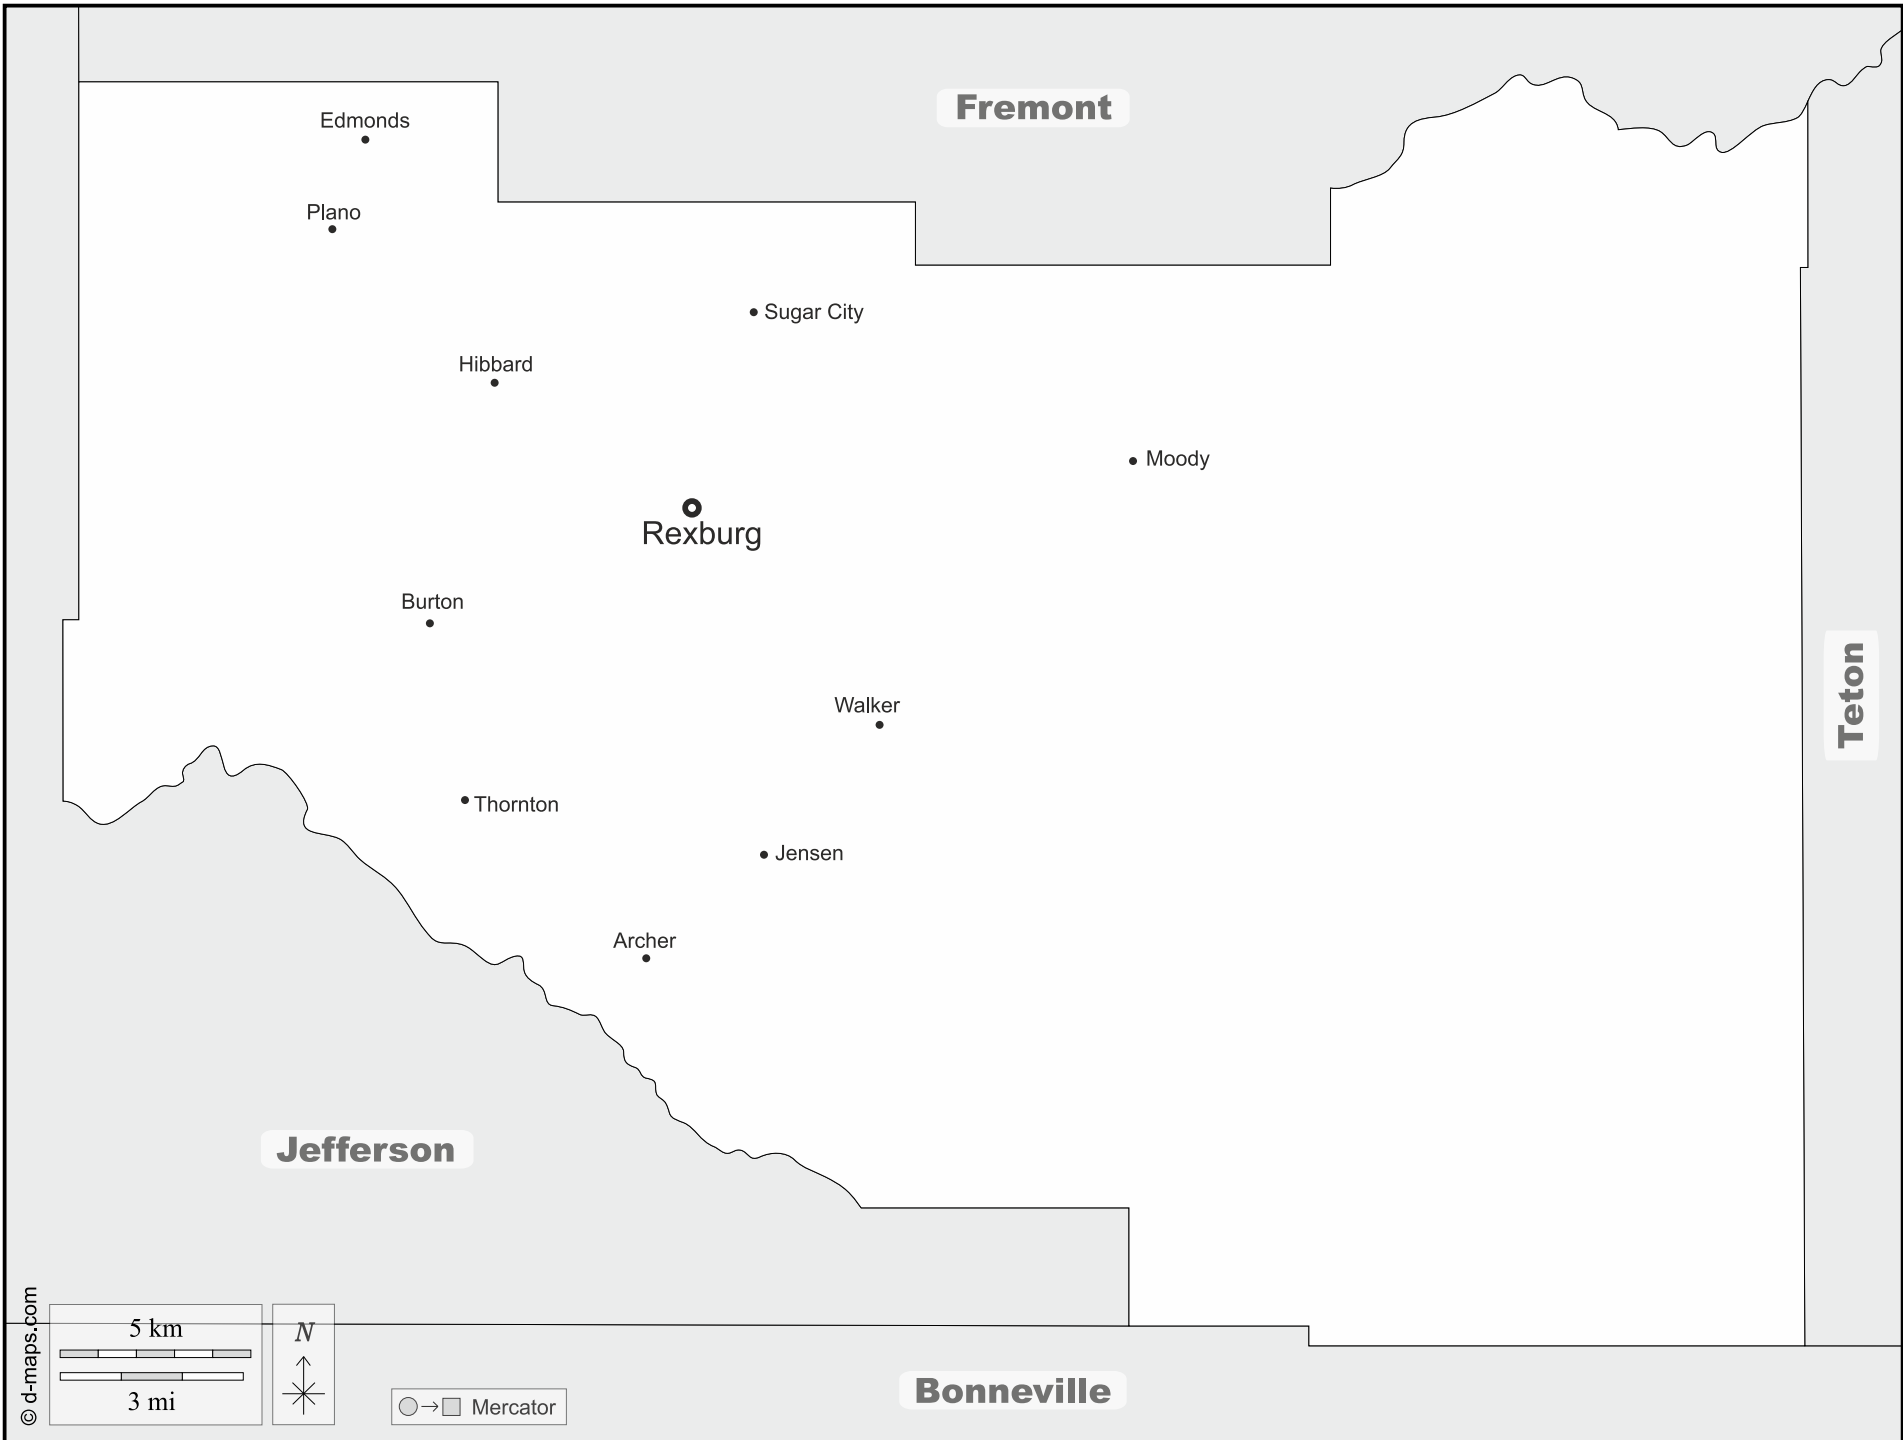 Fremont
Edmonds
Plano
Sugar City
Hibbard
Moody
Rexburg
Burton
Teton
Walker
Thornton
Jensen
Archer
Jefferson
© d-maps.com
5 km
3 mi
N
Mercator
Bonneville